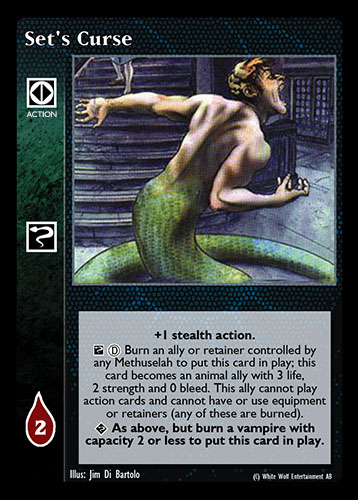 Set's Curse
ACTION
+1 stealth action.
D Burn an ally or retainer controlled by
any Methuselah to put this card in play; this
card becomes an animal ally with 3 life,
2 strength and 0 bleed. This ally cannot play
action cards and cannot have or use equipment
or retainers (any of these are burned).
As above, but burn a vampire with
capacity 2 or less to put this card in play.
2
Illus: Jim Di Bartolo
(C) White Wolf Entertainment AB